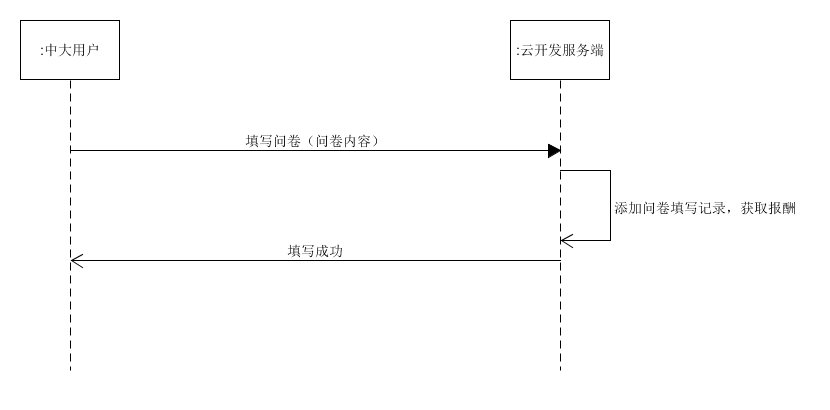 :中大用户
:云开发服务端
填写问卷（问卷内容）
添加问卷填写记录，获取报酬
填写成功